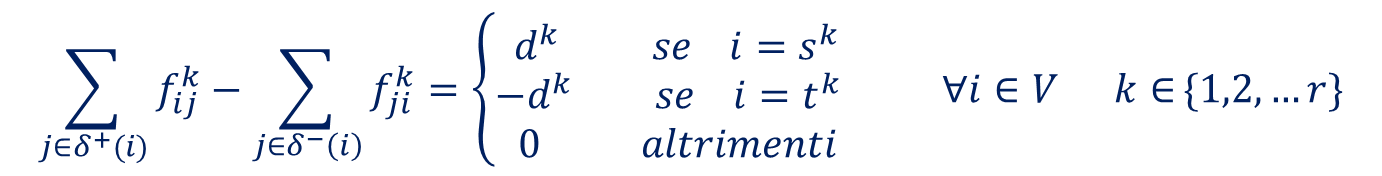 ∑_{j∈δ⁺(i)} f_{ij}^k − ∑_{j∈δ⁻(i)} f_{ji}^k = { d^k se i = s^k ∀i ∈ V k ∈ {1,2, … r}
−d^k se i = t^k
0 altrimenti